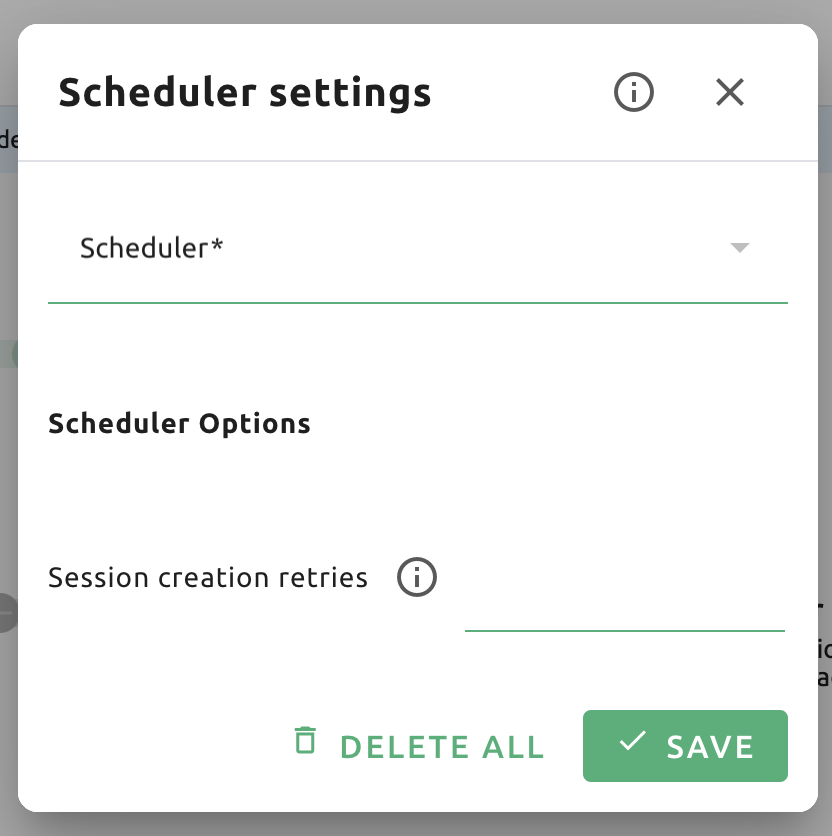 Scheduler settings
Scheduler*
Scheduler Options
Session creation retries
DELETE ALL
SAVE